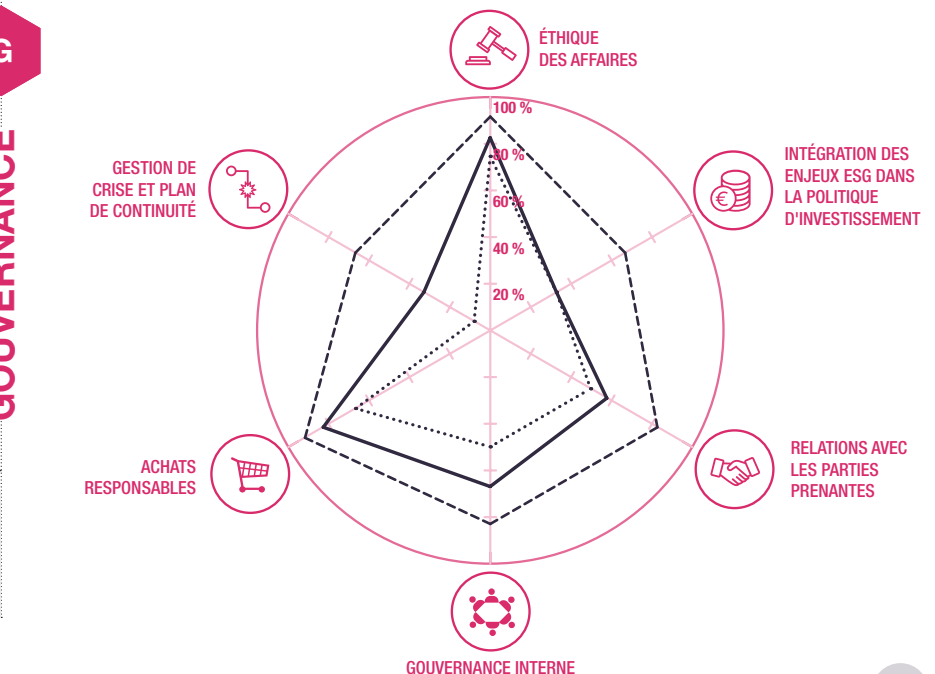 G
GOUVERNANCE
ÉTHIQUE
DES AFFAIRES
INTÉGRATION DES
ENJEUX ESG DANS
LA POLITIQUE
D'INVESTISSEMENT
RELATIONS AVEC
LES PARTIES
PRENANTES
GOUVERNANCE INTERNE
ACHATS
RESPONSABLES
GESTION DE
CRISE ET PLAN
DE CONTINUITÉ
100 %
80 %
60 %
40 %
20 %
€